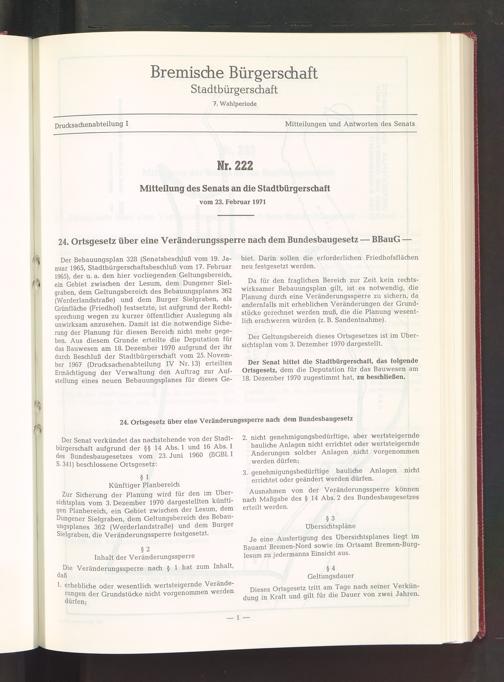 Bremische Bürgerschaft
Stadtbürgerschaft
7. Wahlperiode
Drucksachenabteilung I
Mitteilungen und Antworten des Senats
Nr. 222
Mitteilung des Senats an die Stadtbürgerschaft
vom 23. Februar 1971
24. Ortsgesetz über eine Veränderungssperre nach dem Bundesbaugesetz — BBauG —
Der Bebauungsplan 328 (Senatsbeschluß vom 19. Ja-
nuar 1965, Stadtbürgerschaftsbeschluß vom 17. Februar
1965), der u. a. den hier vorliegenden Geltungsbereich,
ein Gebiet zwischen der Lesum, dem Dungener Siel-
graben, dem Geltungsbereich des Bebauungsplanes 362
(Werderlandstraße) und dem Burger Sielgraben, als
Grünfläche (Friedhof) festsetzte, ist aufgrund der Recht-
sprechung wegen zu kurzer öffentlicher Auslegung als
unwirksam anzusehen. Damit ist die notwendige Siche-
rung der Planung für diesen Bereich nicht mehr gege-
ben. Aus diesem Grunde erteilte die Deputation für
das Bauwesen am 18. Dezember 1970 aufgrund der ihr
durch Beschluß der Stadtbürgerschaft vom 25. Novem-
ber 1967 (Drucksachenabteilung IV Nr. 13) erteilten
Ermächtigung der Verwaltung den Auftrag zur Auf-
stellung eines neuen Bebauungsplanes für dieses Ge-
biet. Darin sollen die erforderlichen Friedhofsflächen
neu festgesetzt werden.
Da für den fraglichen Bereich zur Zeit kein rechts-
wirksamer Bebauungsplan gilt, ist es notwendig, die
Planung durch eine Veränderungssperre zu sichern, da
andernfalls mit erheblichen Veränderungen der Grund-
stücke gerechnet werden muß, die die Planung wesent-
lich erschweren würden (z. B. Sandentnahme).
Der Geltungsbereich dieses Ortsgesetzes ist im Über-
sichtsplan vom 3. Dezember 1970 dargestellt.
Der Senat bittet die Stadtbürgerschaft, das folgende
Ortsgesetz, dem die Deputation für das Bauwesen am
18. Dezember 1970 zugestimmt hat, zu beschließen.
24. Ortsgesetz über eine Veränderungssperre nach dem Bundesbaugesetz
Der Senat verkündet das nachstehende von der Stadt-
bürgerschaft aufgrund der §§ 14 Abs. 1 und 16 Abs. 1
des Bundesbaugesetzes vom 23. Juni 1960 (BGBl. I
S. 341) beschlossene Ortsgesetz:
§ 1
Künftiger Planbereich
Zur Sicherung der Planung wird für den im Über-
sichtsplan vom 3. Dezember 1970 dargestellten künfti-
gen Planbereich, ein Gebiet zwischen der Lesum, dem
Dungener Sielgraben, dem Geltungsbereich des Bebau-
ungsplanes 362 (Werderlandstraße) und dem Burger
Sielgraben, die Veränderungssperre festgesetzt.
§ 2
Inhalt der Veränderungssperre
Die Veränderungssperre nach § 1 hat zum Inhalt,
daß
1. erhebliche oder wesentlich wertsteigernde Verände-
rungen der Grundstücke nicht vorgenommen werden
dürfen;
2. nicht genehmigungsbedürftige, aber wertsteigernde
bauliche Anlagen nicht errichtet oder wertsteigernde
Änderungen solcher Anlagen nicht vorgenommen
werden dürfen;
3. genehmigungsbedürftige bauliche Anlagen nicht
errichtet oder geändert werden dürfen.
Ausnahmen von der Veränderungssperre können
nach Maßgabe des § 14 Abs. 2 des Bundesbaugesetzes
erteilt werden.
§ 3
Übersichtspläne
Je eine Ausfertigung des Übersichtsplanes liegt im
Bauamt Bremen-Nord sowie im Ortsamt Bremen-Burg-
lesum zu jedermanns Einsicht aus.
§ 4
Geltungsdauer
Dieses Ortsgesetz tritt am Tage nach seiner Verkün-
dung in Kraft und gilt für die Dauer von zwei Jahren.
— 1 —